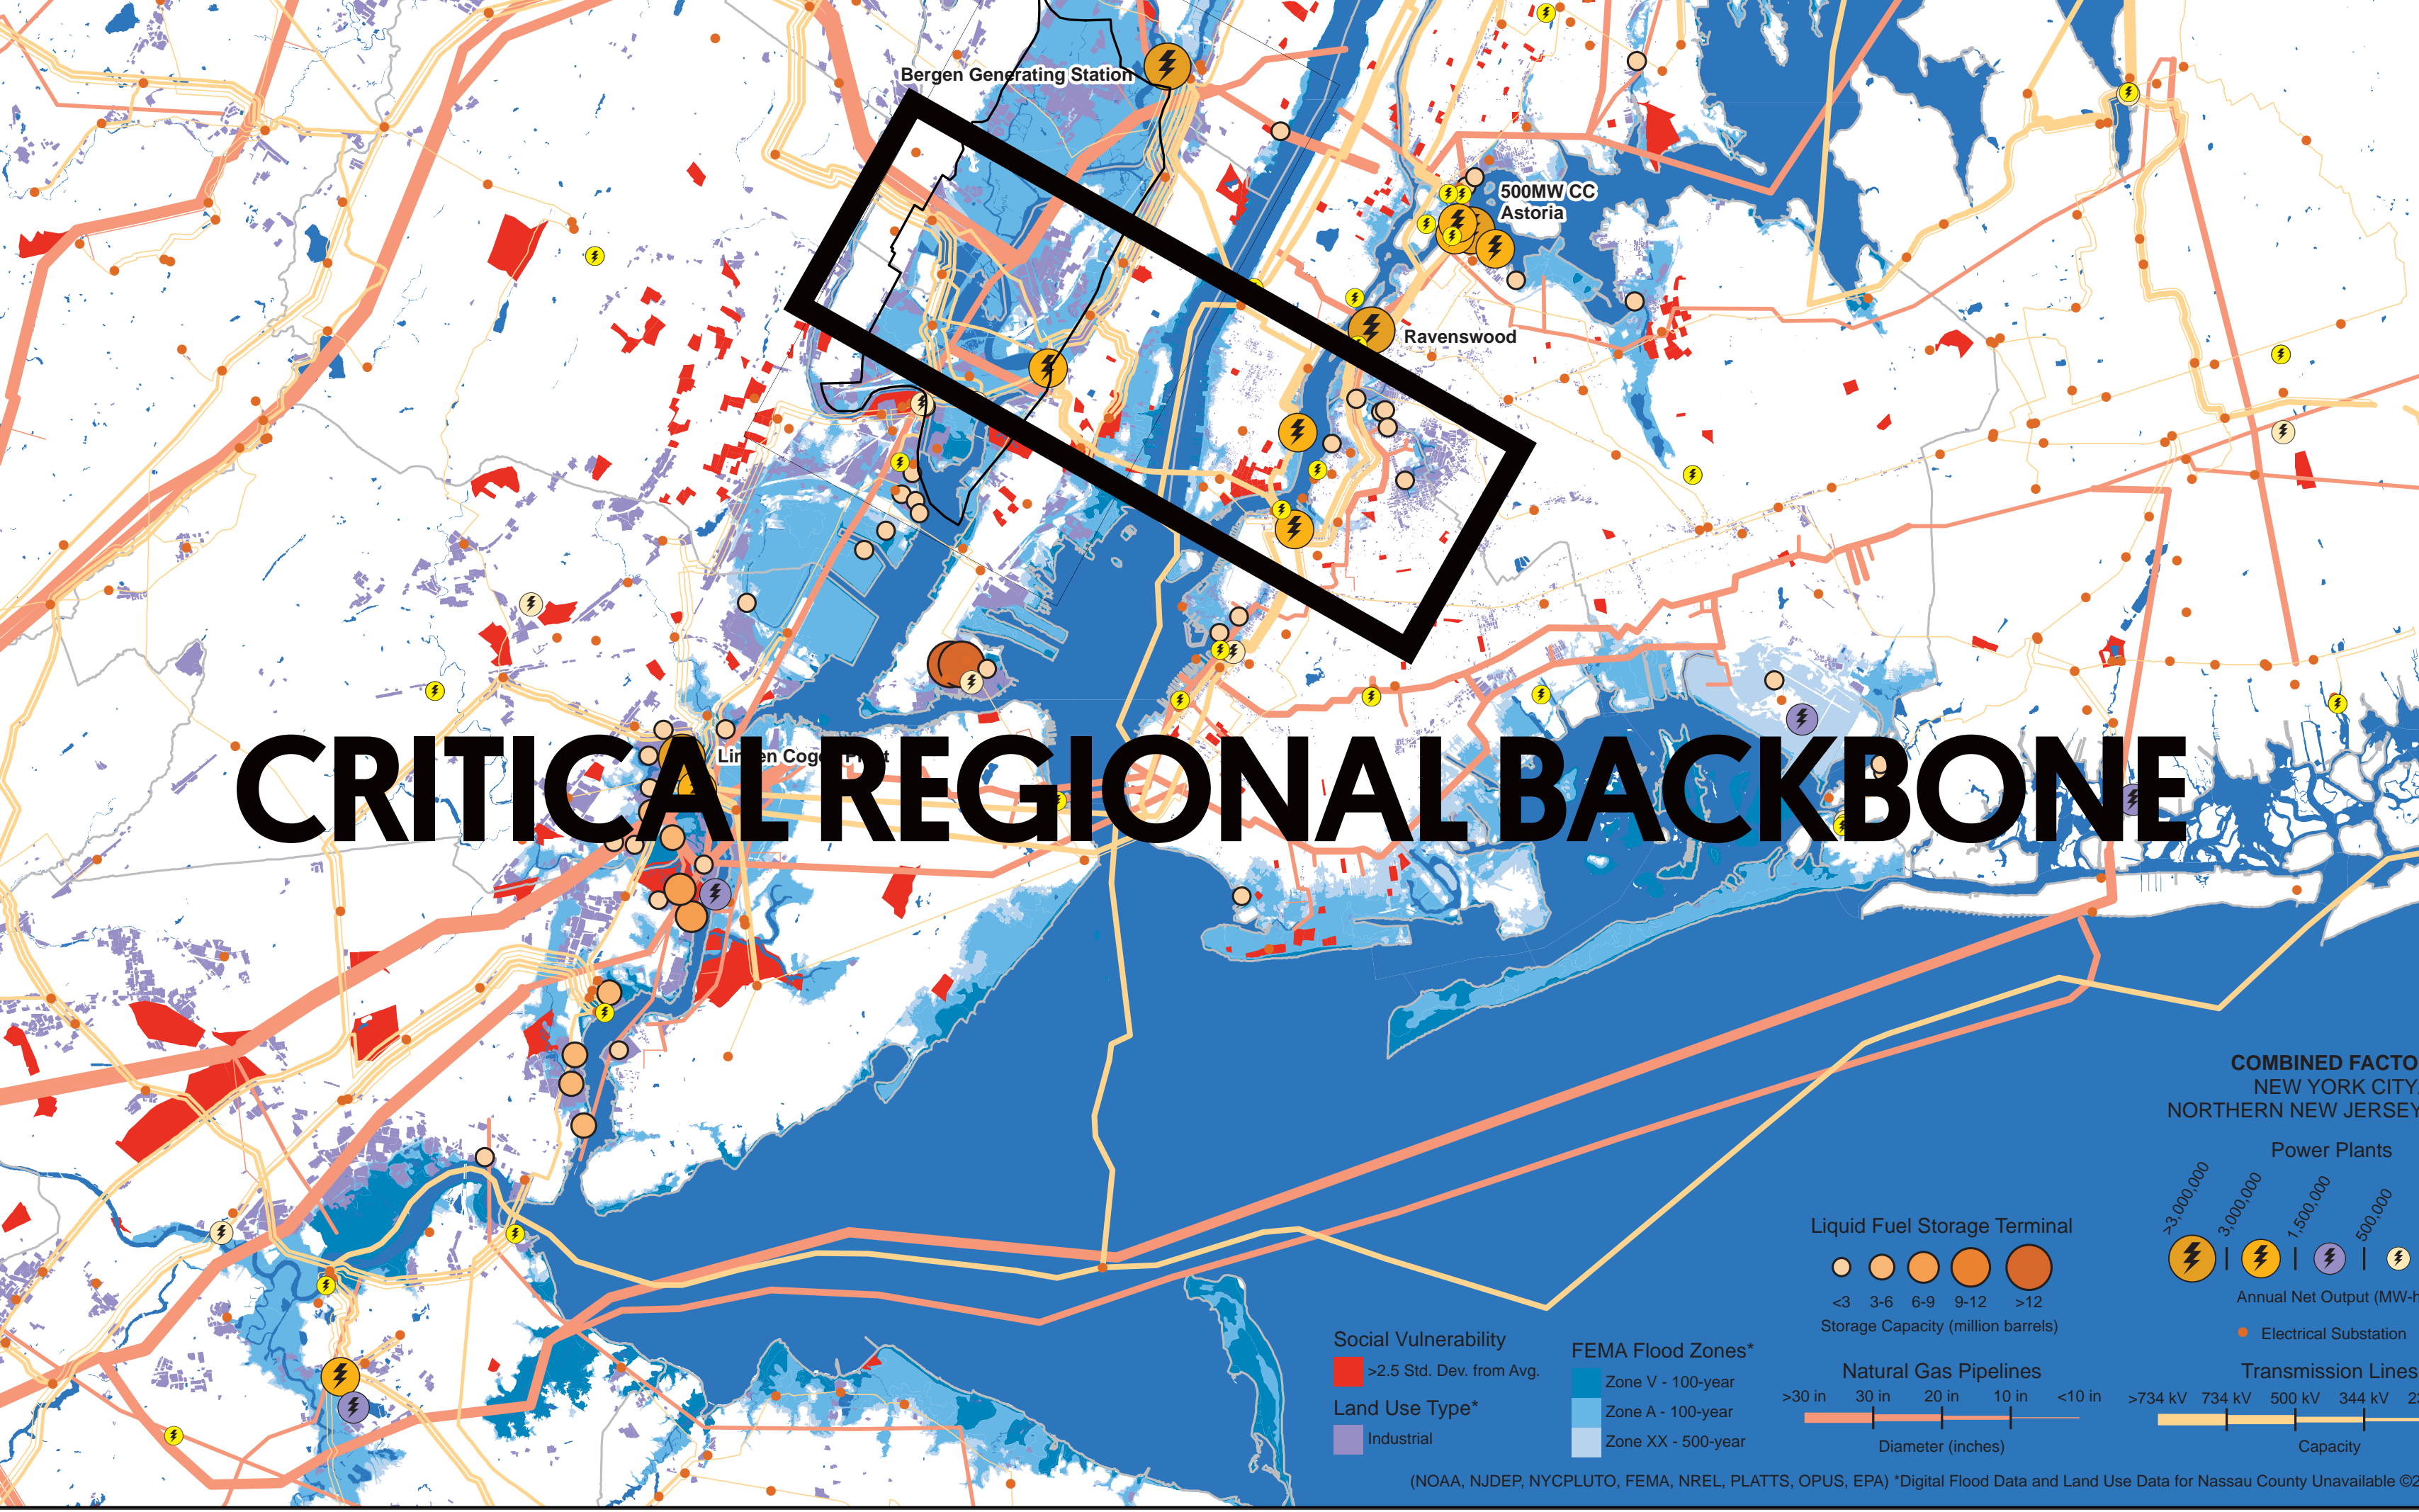 Bergen Generating Station
500MW CC
Astoria
Ravenswood
CRITICAL REGIONAL BACKBONE
COMBINED FACTO
NEW YORK CITY,
NORTHERN NEW JERSEY
Power Plants
>3,000,000
3,000,000
1,500,000
500,000
Annual Net Output (MW-h
Electrical Substation
Liquid Fuel Storage Terminal
<3 3-6 6-9 9-12 >12
Storage Capacity (million barrels)
Social Vulnerability
>2.5 Std. Dev. from Avg.
Land Use Type*
Industrial
FEMA Flood Zones*
Zone V - 100-year
Zone A - 100-year
Zone XX - 500-year
Natural Gas Pipelines
>30 in 30 in 20 in 10 in <10 in
Diameter (inches)
Transmission Lines
>734 kV 734 kV 500 kV 344 kV 2
Capacity
(NOAA, NJDEP, NYCPLUTO, FEMA, NREL, PLATTS, OPUS, EPA) *Digital Flood Data and Land Use Data for Nassau County Unavailable ©2